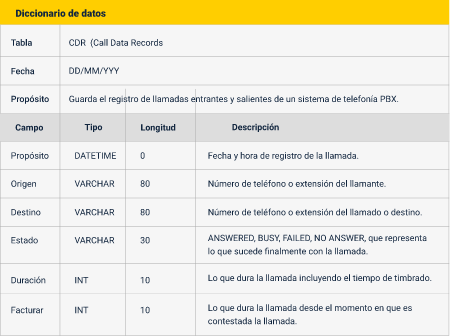 Diccionario de datos
Tabla CDR (Call Data Records
Fecha DD/MM/YYY
Propósito Guarda el registro de llamadas entrantes y salientes de un sistema de telefonía PBX.
Campo Tipo Longitud Descripción
Propósito DATETIME 0 Fecha y hora de registro de la llamada.
Origen VARCHAR 80 Número de teléfono o extensión del llamante.
Destino VARCHAR 80 Número de teléfono o extensión del llamado o destino.
Estado VARCHAR 30 ANSWERED, BUSY, FAILED, NO ANSWER, que representa
lo que sucede finalmente con la llamada.
Duración INT 10 Lo que dura la llamada incluyendo el tiempo de timbrado.
Facturar INT 10 Lo que dura la llamada desde el momento en que es
contestada la llamada.